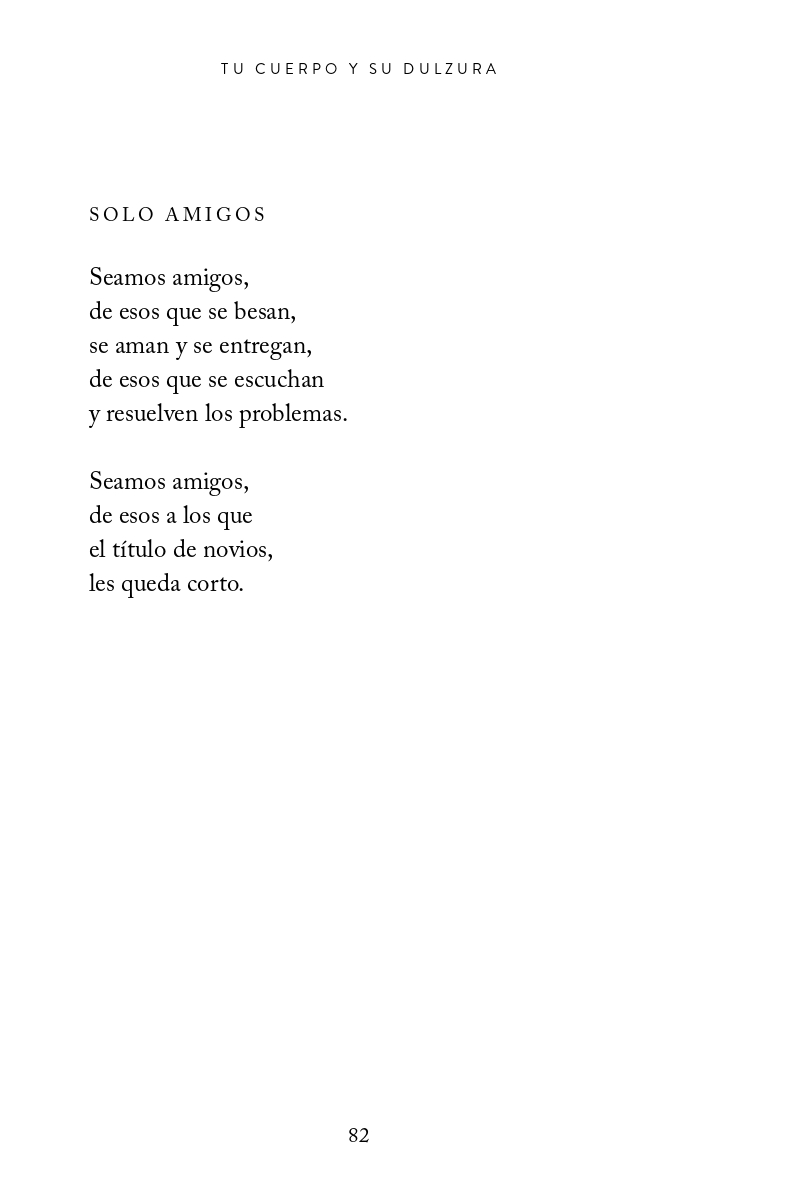 TU CUERPO Y SU DULZURA
SOLO AMIGOS
Seamos amigos,
de esos que se besan,
se aman y se entregan,
de esos que se escuchan
y resuelven los problemas.
Seamos amigos,
de esos a los que
el título de novios,
les queda corto.
82